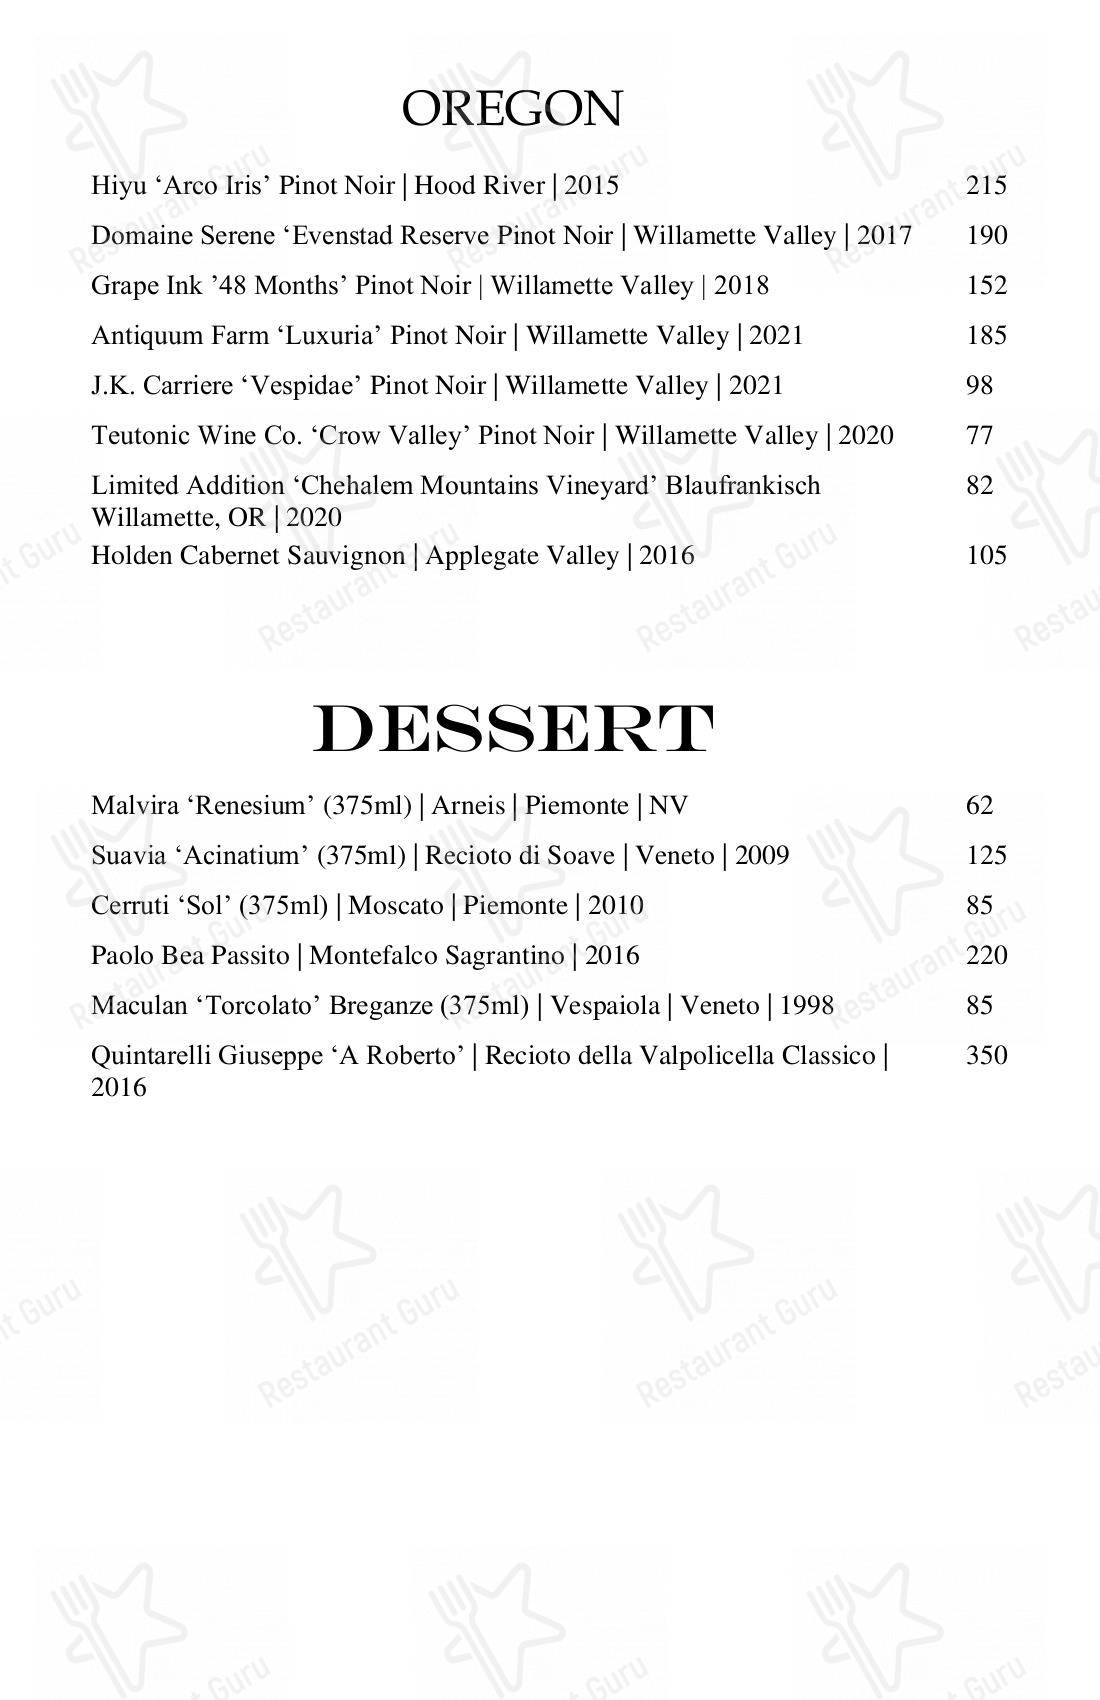 OREGON
Hiyu ‘Arco Iris’ Pinot Noir | Hood River | 2015 215
Domaine Serene ‘Evenstad Reserve Pinot Noir | Willamette Valley | 2017 190
Grape Ink ’48 Months’ Pinot Noir | Willamette Valley | 2018 152
Antiquum Farm ‘Luxuria’ Pinot Noir | Willamette Valley | 2021 185
J.K. Carriere ‘Vespidae’ Pinot Noir | Willamette Valley | 2021 98
Teutonic Wine Co. ‘Crow Valley’ Pinot Noir | Willamette Valley | 2020 77
Limited Addition ‘Chehalem Mountains Vineyard’ Blaufrankisch 82
Willamette, OR | 2020
Holden Cabernet Sauvignon | Applegate Valley | 2016 105
DESSERT
Malvira ‘Renesium’ (375ml) | Arneis | Piemonte | NV 62
Suavia ‘Acinatium’ (375ml) | Recioto di Soave | Veneto | 2009 125
Cerruti ‘Sol’ (375ml) | Moscato | Piemonte | 2010 85
Paolo Bea Passito | Montefalco Sagrantino | 2016 220
Maculan ‘Torcolato’ Breganze (375ml) | Vespaiola | Veneto | 1998 85
Quintarelli Giuseppe ‘A Roberto’ | Recioto della Valpolicella Classico | 350
2016
Restaurant Guru